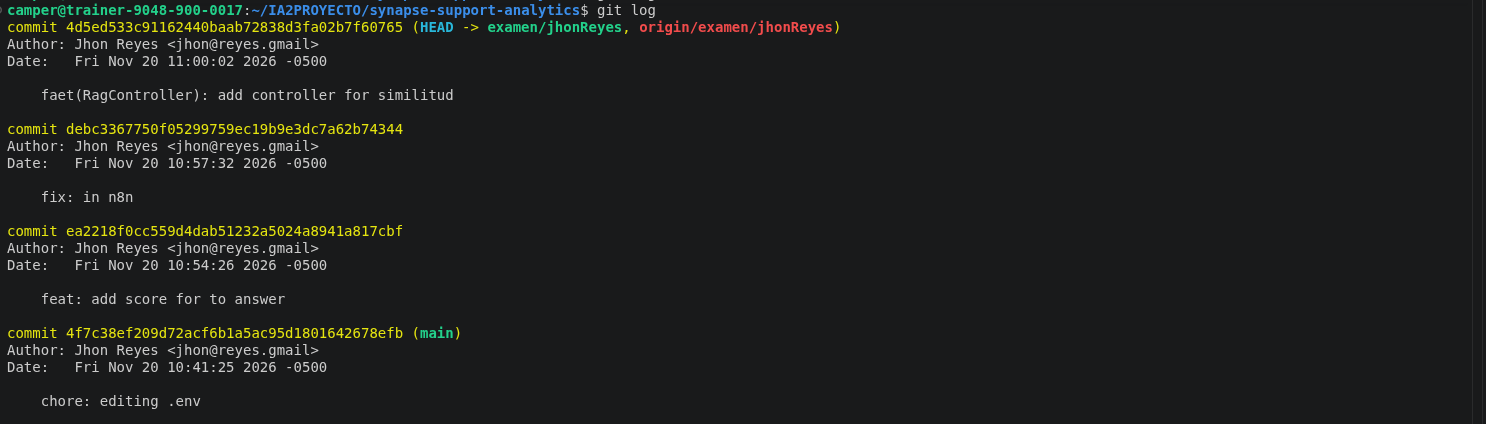 camper@trainer-9048-900-0017:~/IA2PROYECTO/synapse-support-analytics$ git log
commit 4d5ed533c91162440baab72838d3fa02b7f60765 (HEAD -> examen/jhonReyes, origin/examen/jhonReyes)
Author: Jhon Reyes <jhon@reyes.gmail>
Date:   Fri Nov 20 11:00:02 2026 -0500
    faet(RagController): add controller for similitud
commit debc3367750f05299759ec19b9e3dc7a62b74344
Author: Jhon Reyes <jhon@reyes.gmail>
Date:   Fri Nov 20 10:57:32 2026 -0500
    fix: in n8n
commit ea2218f0cc559d4dab51232a5024a8941a817cbf
Author: Jhon Reyes <jhon@reyes.gmail>
Date:   Fri Nov 20 10:54:26 2026 -0500
    feat: add score for to answer
commit 4f7c38ef209d72acf6b1a5ac95d1801642678efb (main)
Author: Jhon Reyes <jhon@reyes.gmail>
Date:   Fri Nov 20 10:41:25 2026 -0500
    chore: editing .env